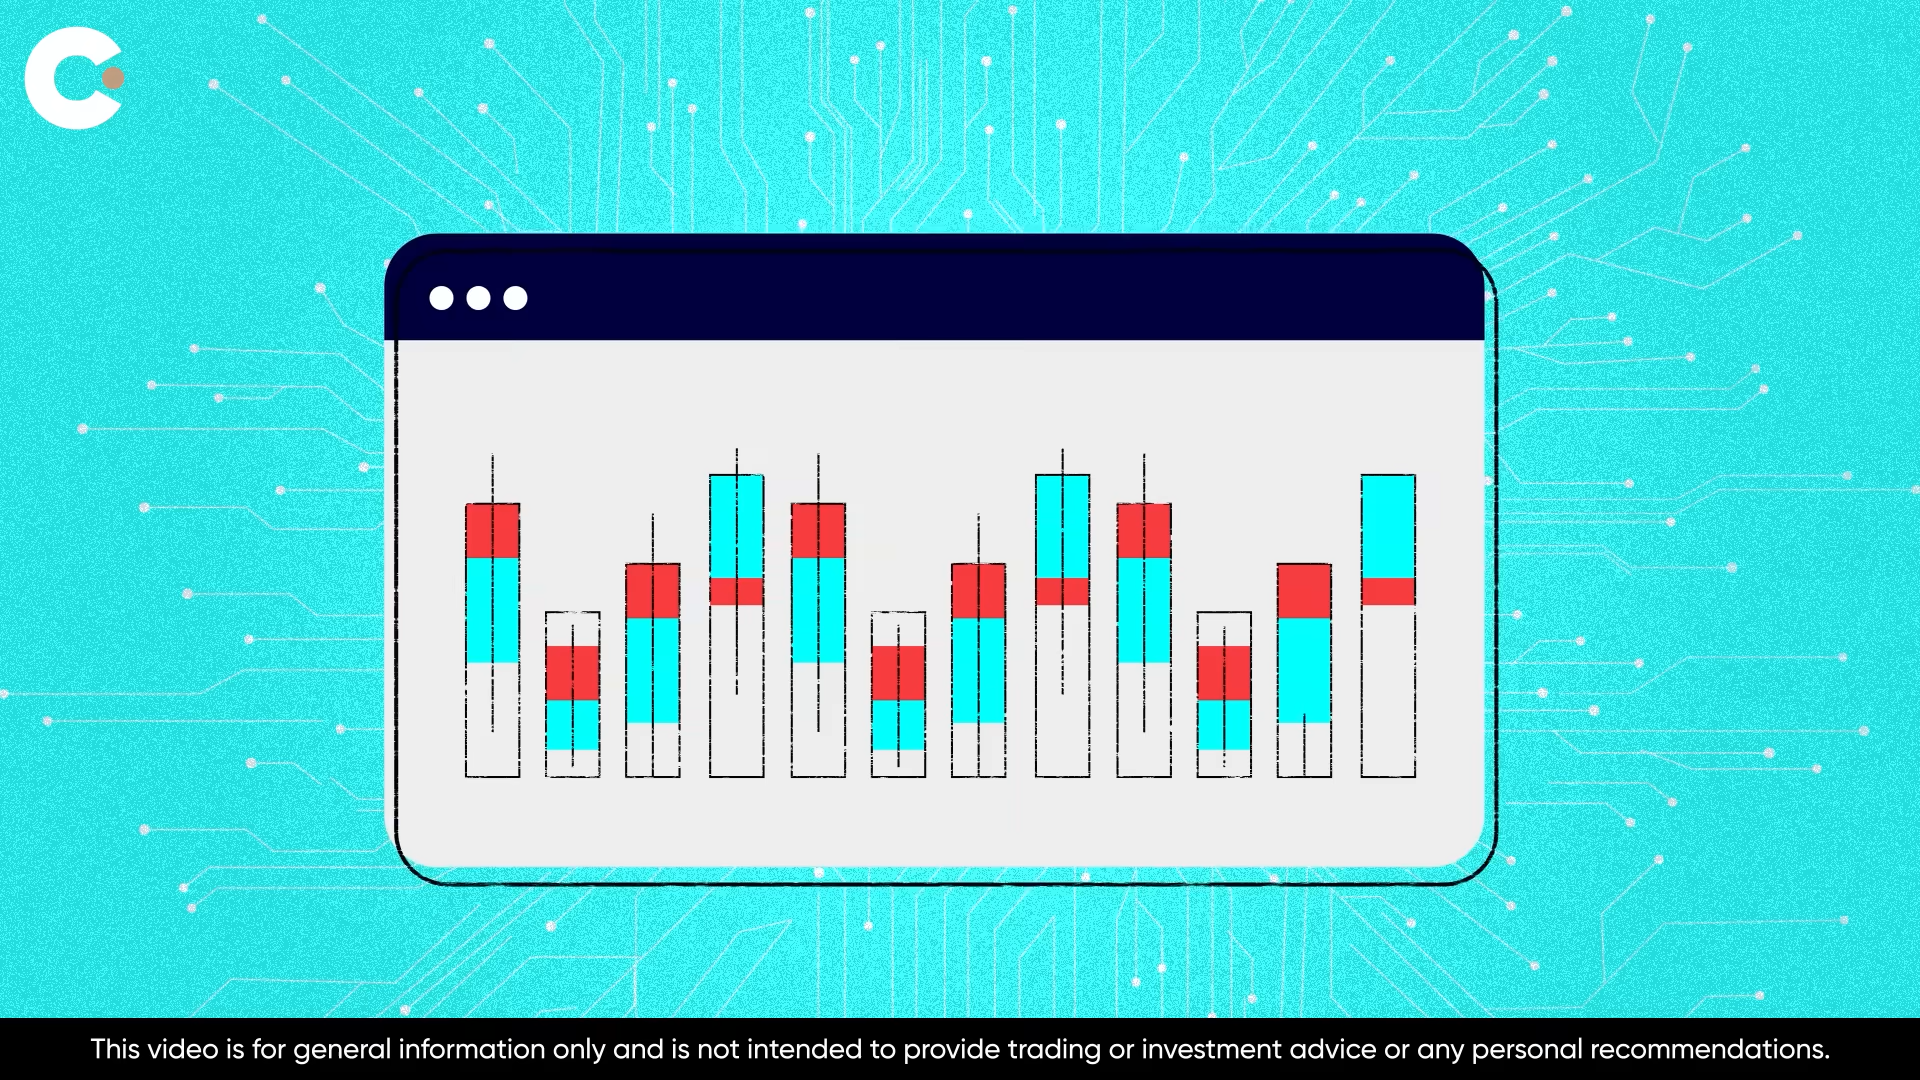 This video is for general information only and is not intended to provide trading or investment advice or any personal recommendations.